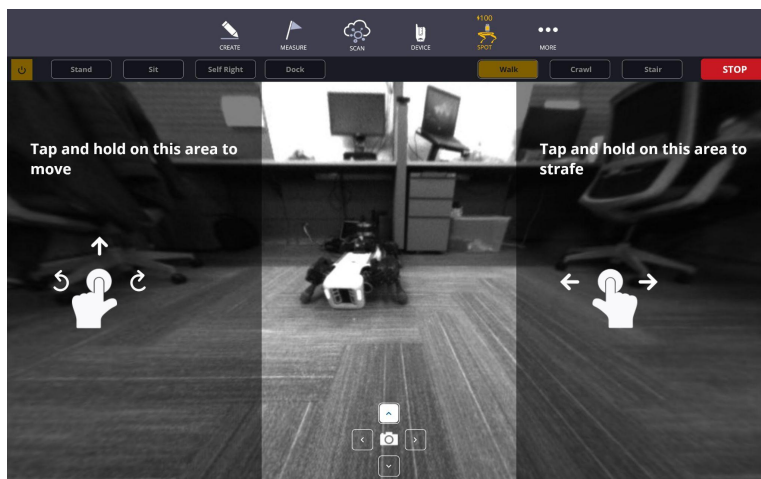 +100
CREATE
MEASURE
SCAN
DEVICE
SPOT
MORE
Stand
Sit
Self Right
Dock
Walk
Crawl
Stair
STOP
Tap and hold on this area to
move
Tap and hold on this area to
strafe